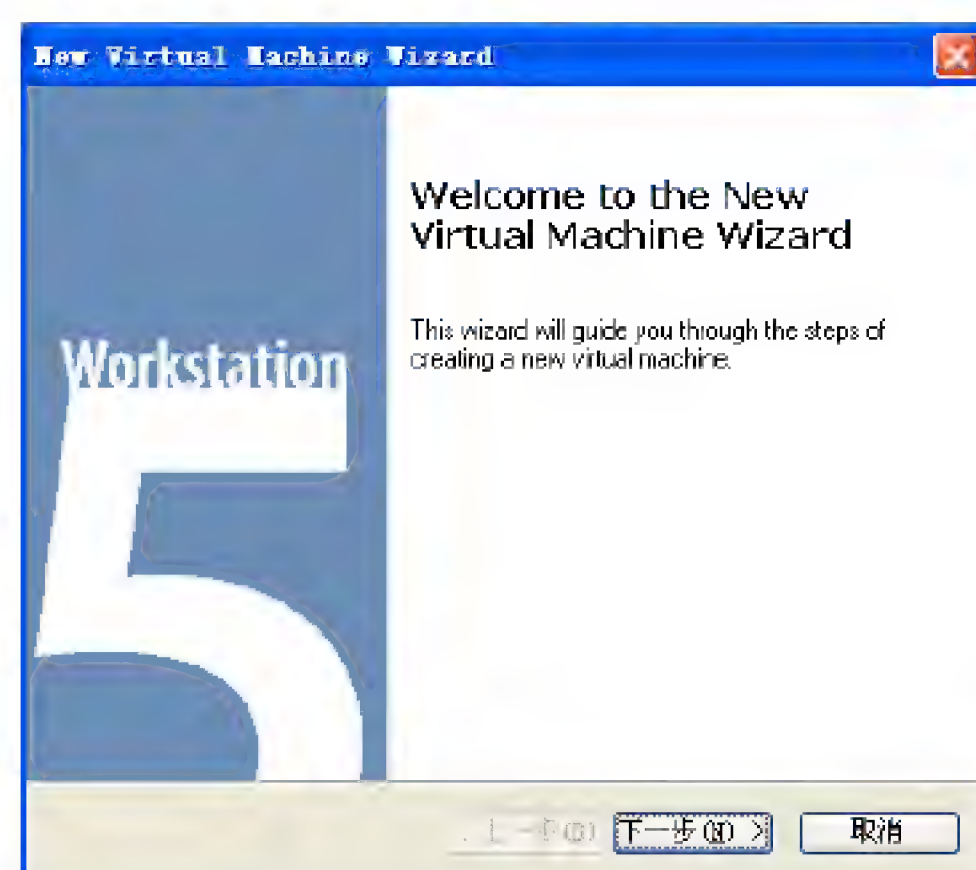 New Virtual Machine Wizard
Welcome to the New
Virtual Machine Wizard
This wizard will guide you through the steps of
creating a new virtual machine.
Workstation
5
下一步(N) >
取消